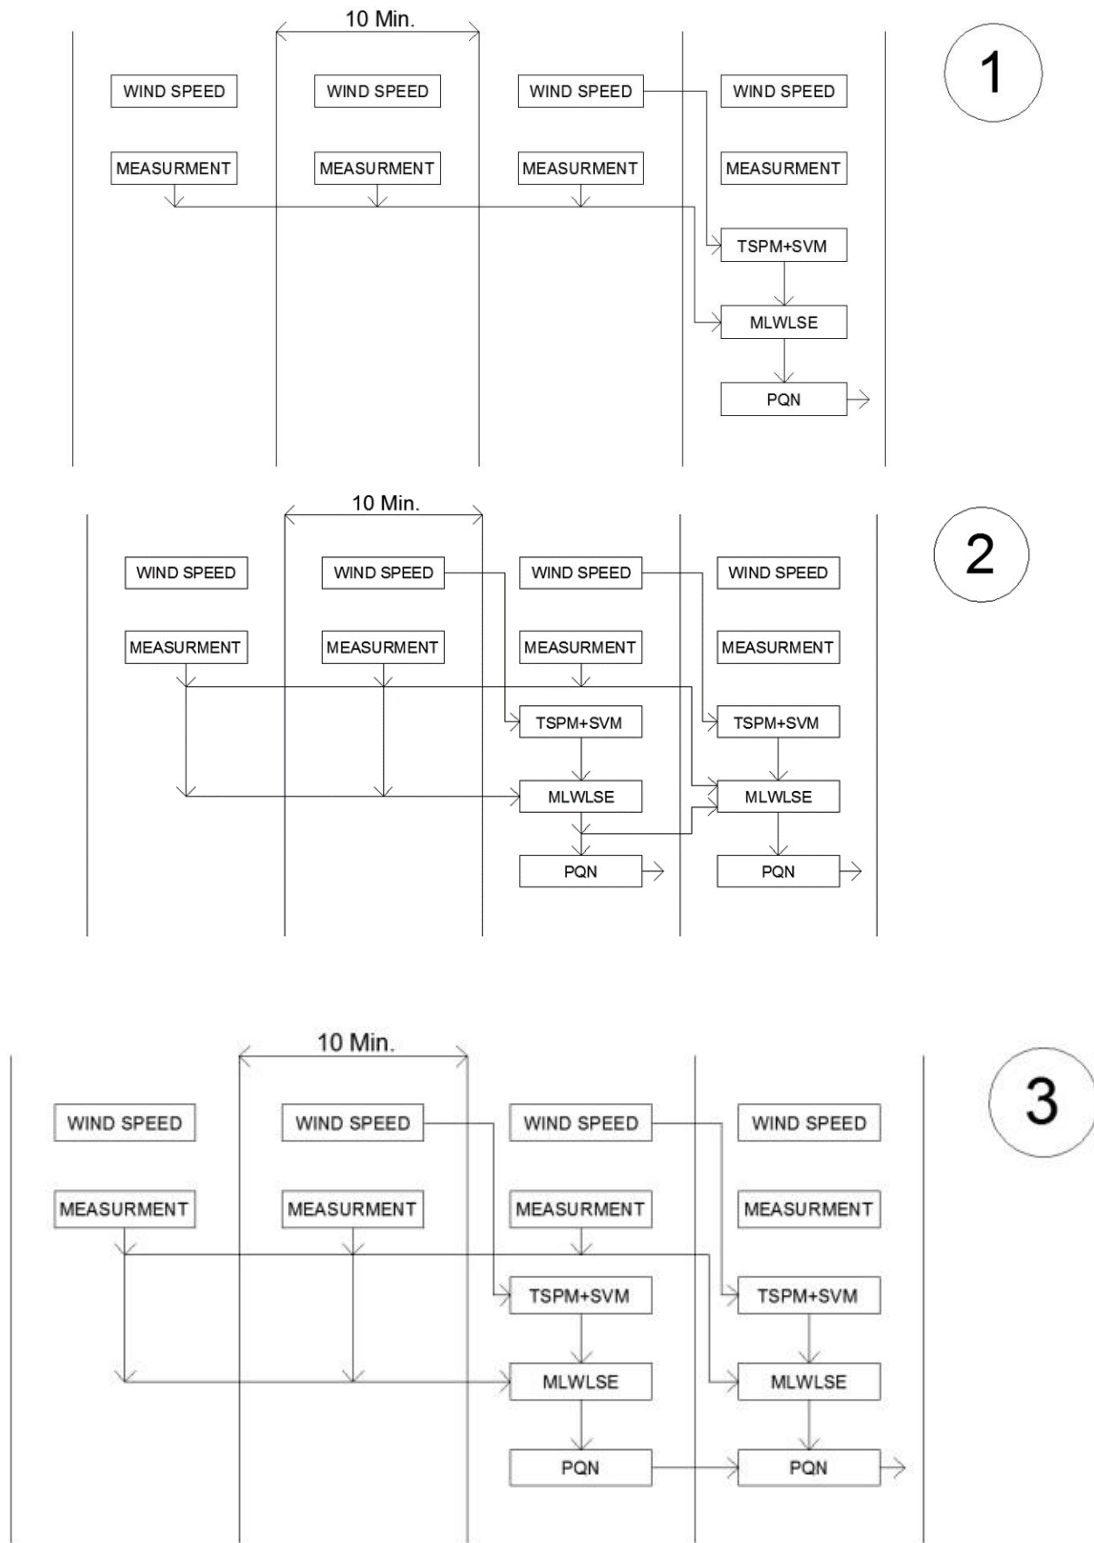 10 Min.
1
WIND SPEED WIND SPEED WIND SPEED WIND SPEED
MEASURMENT MEASURMENT MEASURMENT MEASURMENT
TSPM+SVM
MLWLSE
PQN
10 Min.
2
WIND SPEED WIND SPEED WIND SPEED WIND SPEED
MEASURMENT MEASURMENT MEASURMENT MEASURMENT
TSPM+SVM TSPM+SVM
MLWLSE MLWLSE
PQN PQN
10 Min.
3
WIND SPEED WIND SPEED WIND SPEED WIND SPEED
MEASURMENT MEASURMENT MEASURMENT MEASURMENT
TSPM+SVM TSPM+SVM
MLWLSE MLWLSE
PQN PQN